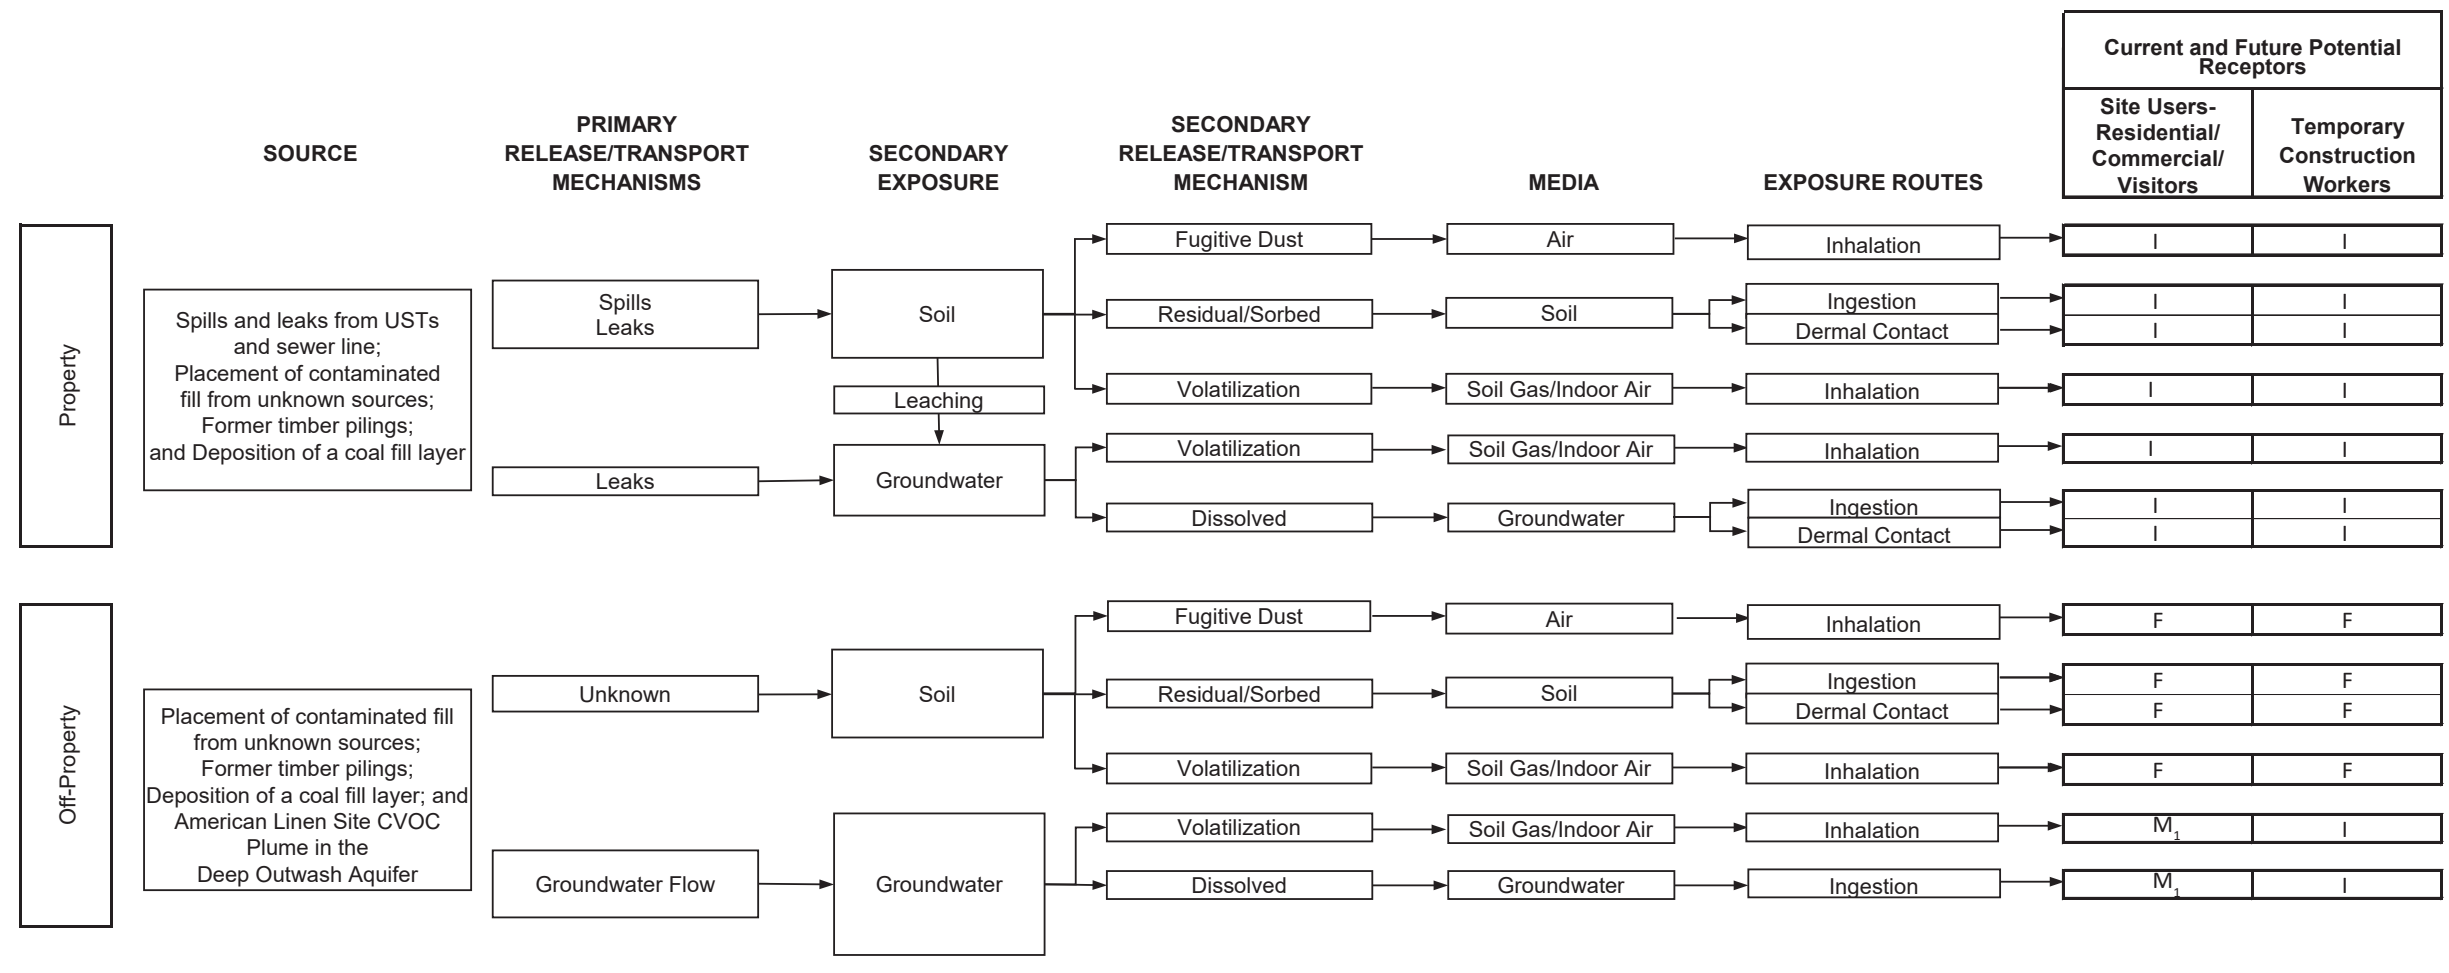 Current and Future Potential
Receptors
SOURCE
PRIMARY
RELEASE/TRANSPORT
MECHANISMS
SECONDARY
EXPOSURE
SECONDARY
RELEASE/TRANSPORT
MECHANISM
MEDIA
EXPOSURE ROUTES
Site Users-
Residential/
Commercial/
Visitors
Temporary
Construction
Workers
Property
Spills and leaks from USTs
and sewer line;
Placement of contaminated
fill from unknown sources;
Former timber pilings;
and Deposition of a coal fill layer
Spills
Leaks
Leaks
Soil
Leaching
Groundwater
Fugitive Dust
Air
Inhalation
I
I
Residual/Sorbed
Soil
Ingestion
I
I
Dermal Contact
I
I
Volatilization
Soil Gas/Indoor Air
Inhalation
I
I
Volatilization
Soil Gas/Indoor Air
Inhalation
I
I
Dissolved
Groundwater
Ingestion
I
I
Dermal Contact
I
I
Off-Property
Placement of contaminated fill
from unknown sources;
Former timber pilings;
Deposition of a coal fill layer; and
American Linen Site CVOC
Plume in the
Deep Outwash Aquifer
Unknown
Groundwater Flow
Soil
Groundwater
Fugitive Dust
Air
Inhalation
F
F
Residual/Sorbed
Soil
Ingestion
F
F
Dermal Contact
F
F
Volatilization
Soil Gas/Indoor Air
Inhalation
F
F
Volatilization
Soil Gas/Indoor Air
Inhalation
M1
I
Dissolved
Groundwater
Ingestion
M1
I